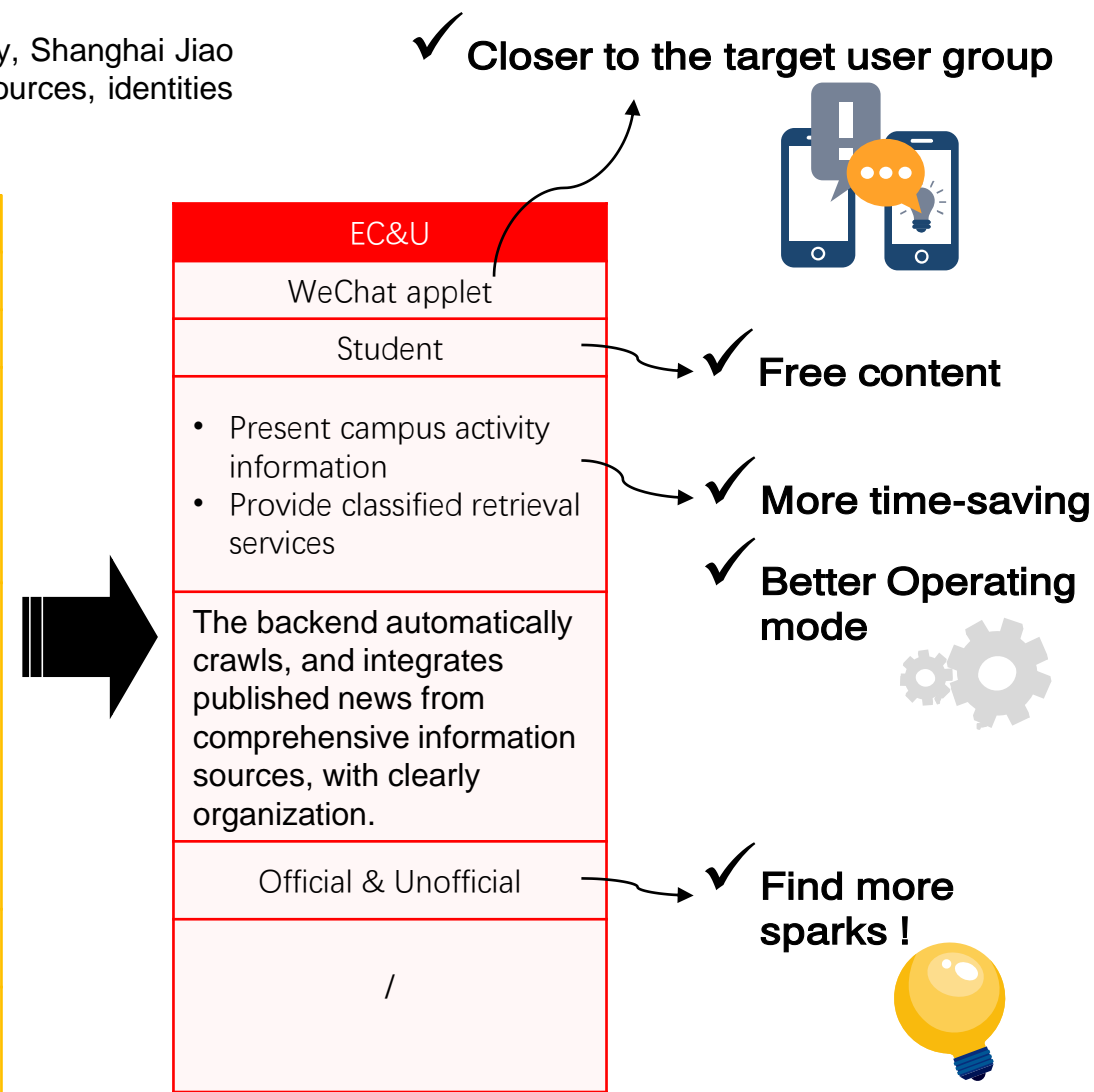 y, Shanghai Jiao
ources, identities
✓ Closer to the target user group
EC&U
WeChat applet
Student
✓ Free content
• Present campus activity
information
• Provide classified retrieval
services
✓ More time-saving
✓ Better Operating
mode
The backend automatically
crawls, and integrates
published news from
comprehensive information
sources, with clearly
organization.
Official & Unofficial
✓ Find more
sparks !
/